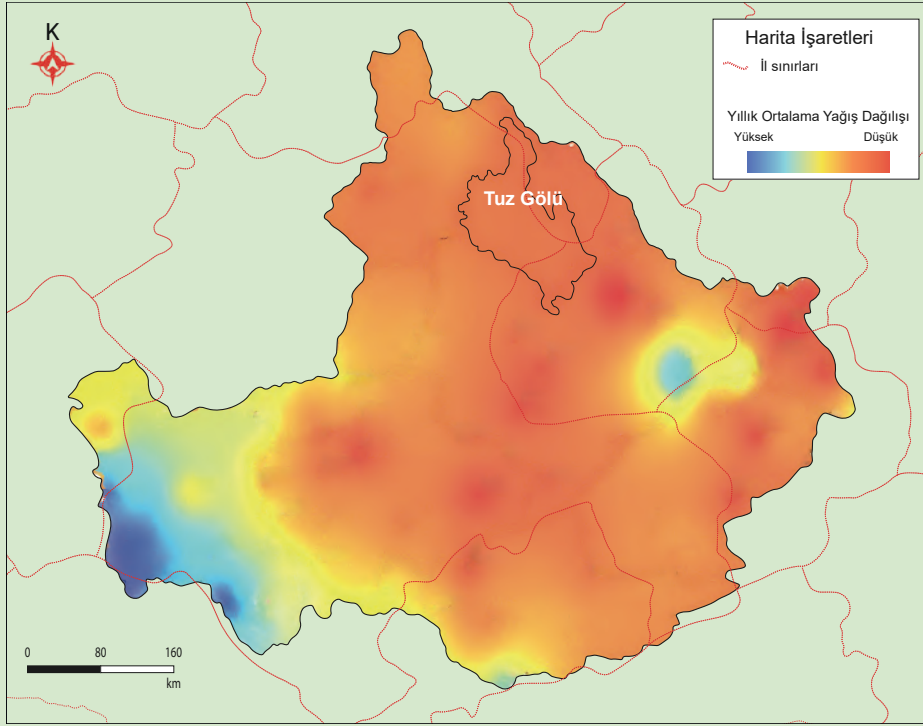 K
Harita İşaretleri
İl sınırları
Yıllık Ortalama Yağış Dağılışı
Yüksek Düşük
Tuz Gölü
0 80 160
km